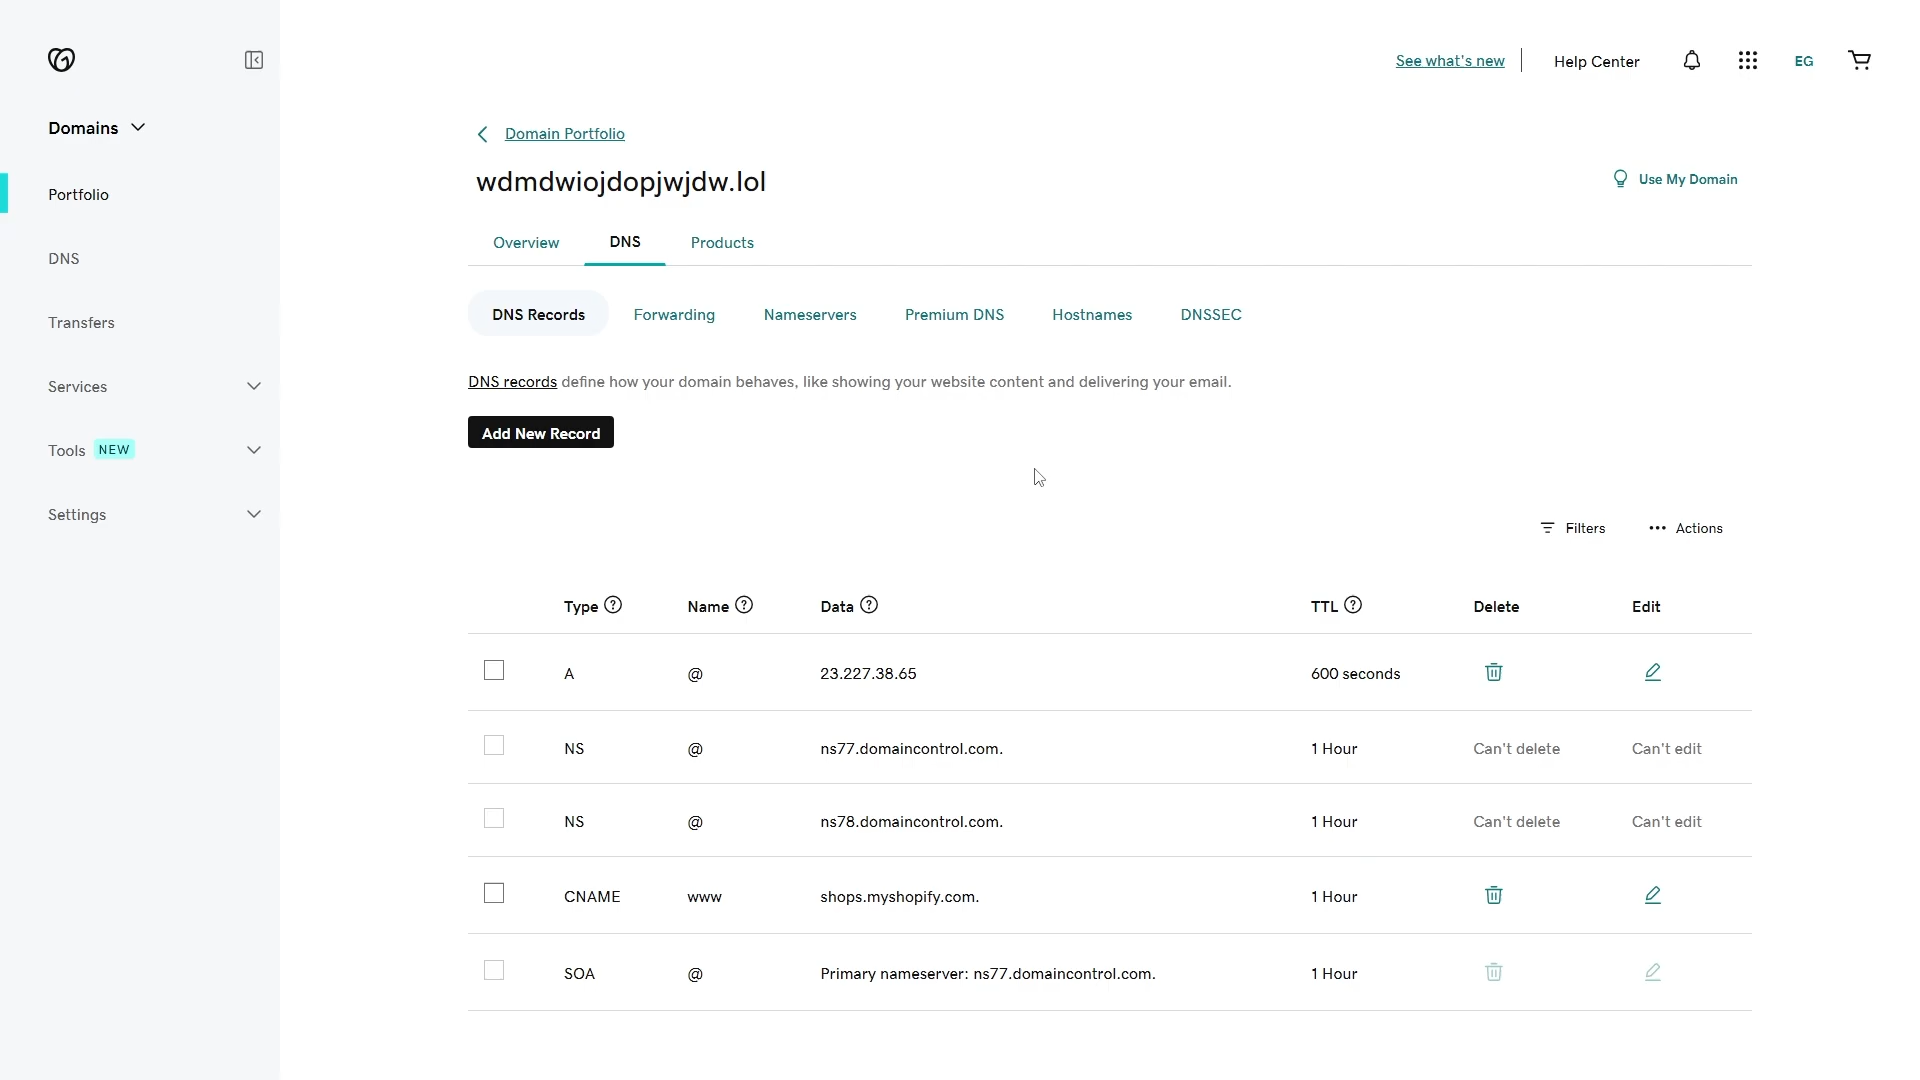 See what's new
Help Center
EG
Domains
Portfolio
DNS
Transfers
Services
Tools NEW
Settings
Domain Portfolio
wdmdwiojdopjwjdw.lol
Use My Domain
Overview DNS Products
DNS Records Forwarding Nameservers Premium DNS Hostnames DNSSEC
DNS records define how your domain behaves, like showing your website content and delivering your email.
Add New Record
Filters ••• Actions
Type ? Name ? Data ? TTL ? Delete Edit
A @ 23.227.38.65 600 seconds
NS @ ns77.domaincontrol.com. 1 Hour Can't delete Can't edit
NS @ ns78.domaincontrol.com. 1 Hour Can't delete Can't edit
CNAME www shops.myshopify.com. 1 Hour
SOA @ Primary nameserver: ns77.domaincontrol.com. 1 Hour